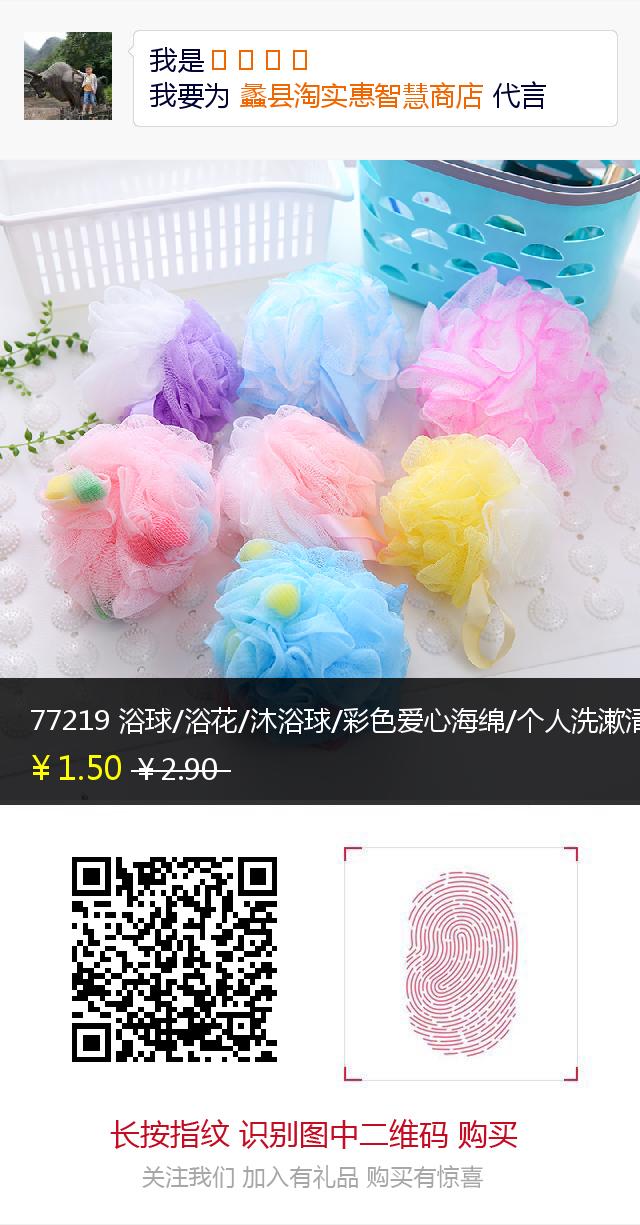 我是
我要为 蠡县淘实惠智慧商店 代言
77219 浴球/浴花/沐浴球/彩色爱心海绵/个人洗漱清
￥1.50 ￥2.90
长按指纹 识别图中二维码 购买
关注我们 加入有礼品 购买有惊喜